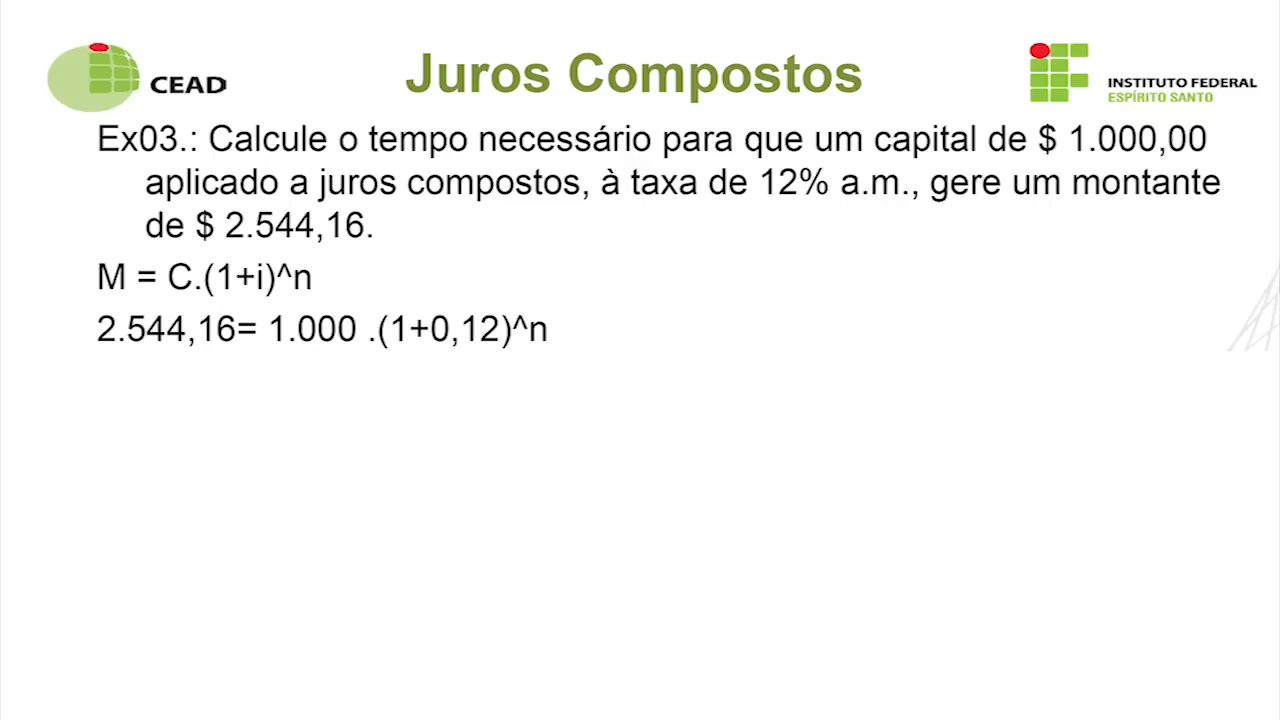 CEAD
Juros Compostos
INSTITUTO FEDERAL
ESPÍRITO SANTO
Ex03.: Calcule o tempo necessário para que um capital de $ 1.000,00
aplicado a juros compostos, à taxa de 12% a.m., gere um montante
de $ 2.544,16.
M = C.(1+i)^n
2.544,16= 1.000 .(1+0,12)^n